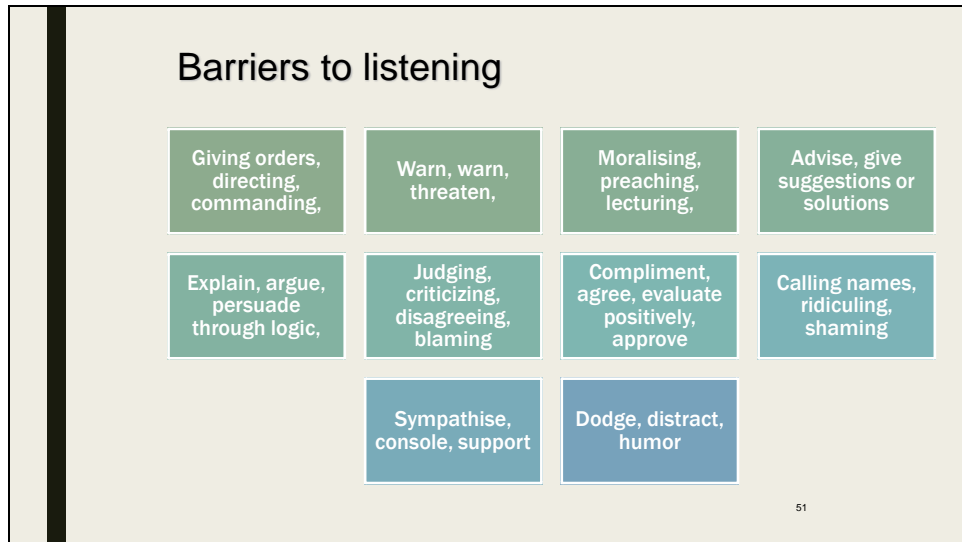 Barriers to listening
Giving orders,
directing,
commanding,
Warn, warn,
threaten,
Moralising,
preaching,
lecturing,
Advise, give
suggestions or
solutions
Explain, argue,
persuade
through logic,
Judging,
criticizing,
disagreeing,
blaming
Compliment,
agree, evaluate
positively,
approve
Calling names,
ridiculing,
shaming
Sympathise,
console, support
Dodge, distract,
humor
51